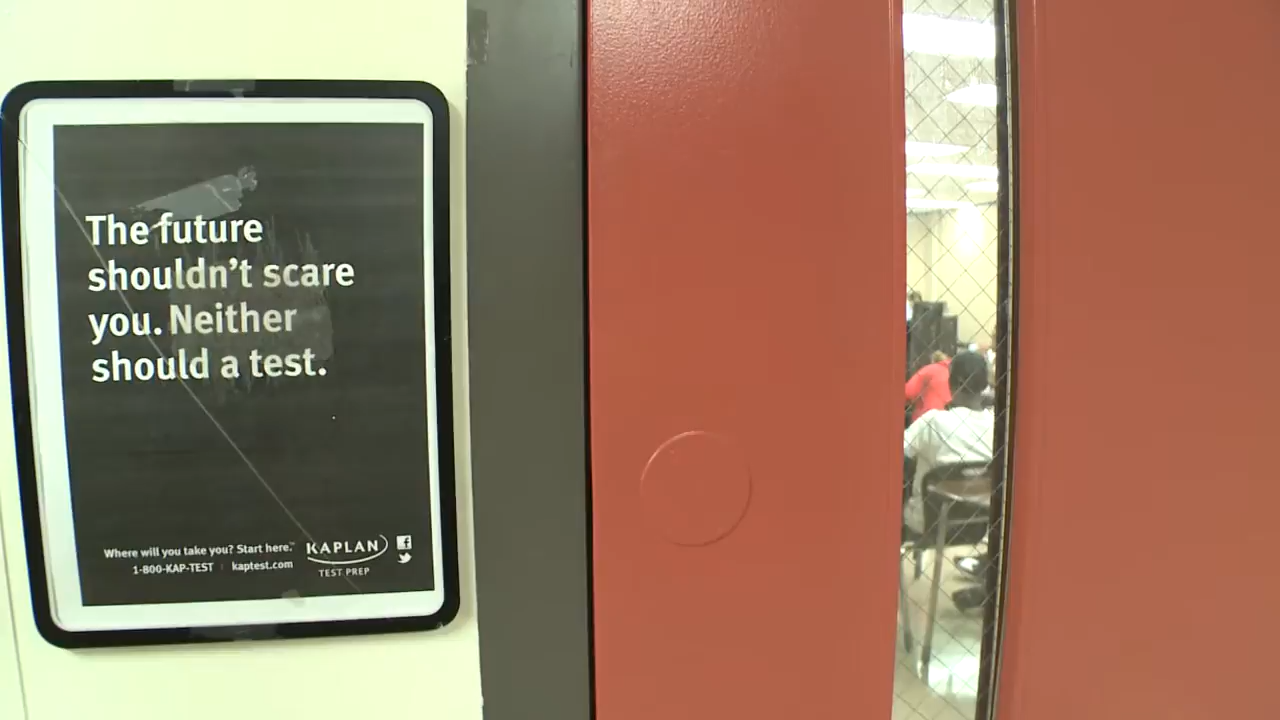 The future
shouldn't scare
you. Neither
should a test.
Where will you take you? Start here.™
1-800-KAP-TEST | kaptest.com
KAPLAN
TEST PREP